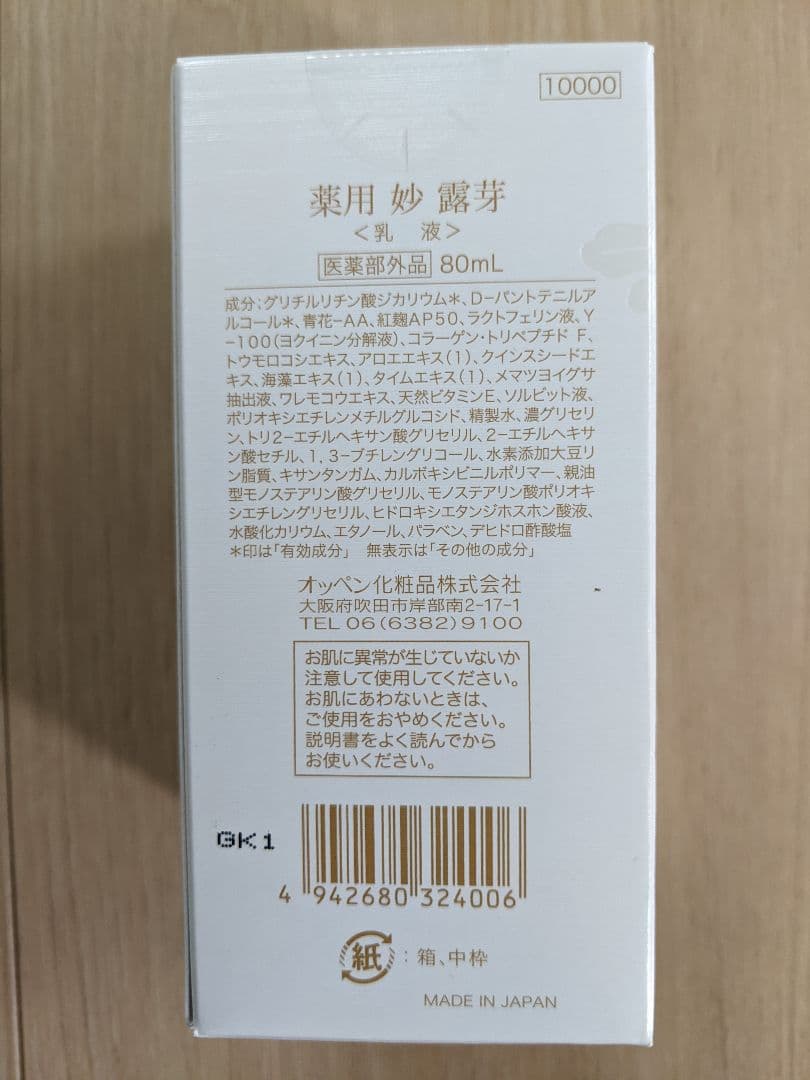 10000
薬用 妙 露芽
＜乳　液＞
医薬部外品 80mL
成分:グリチルリチン酸ジカリウム＊、D−パントテニルア
ルコール＊、青花−AA、紅麹AP50、ラクトフェリン液、Y
−100(ヨクイニン分解液)、コラーゲン・トリペプチド F、
トウモロコシエキス、アロエエキス(1)、クインスシードエ
キス、海藻エキス(1)、タイムエキス(1)、メマツヨイグサ
抽出液、ワレモコウエキス、天然ビタミンE、ソルビット液、
ポリオキシエチレンメチルグルコシド、精製水、濃グリセリ
ン、トリ2−エチルヘキサン酸グリセリル、2−エチルヘキサ
ン酸セチル、1,3−ブチレングリコール、水素添加大豆リ
ン脂質、キサンタンガム、カルボキシビニルポリマー、親油
型モノステアリン酸グリセリル、モノステアリン酸ポリオキ
シエチレングリセリル、ヒドロキシエタンジホスホン酸液、
水酸化カリウム、エタノール、パラベン、デヒドロ酢酸塩
＊印は「有効成分」　無表示は「その他の成分」
オッペン化粧品株式会社
大阪府吹田市岸部南2-17-1
TEL 06(6382)9100
お肌に異常が生じていないか
注意して使用してください。
お肌にあわないときは、
ご使用をおやめください。
説明書をよく読んでから
お使いください。
GK1
4 942680 324006
紙 : 箱、中枠
MADE IN JAPAN